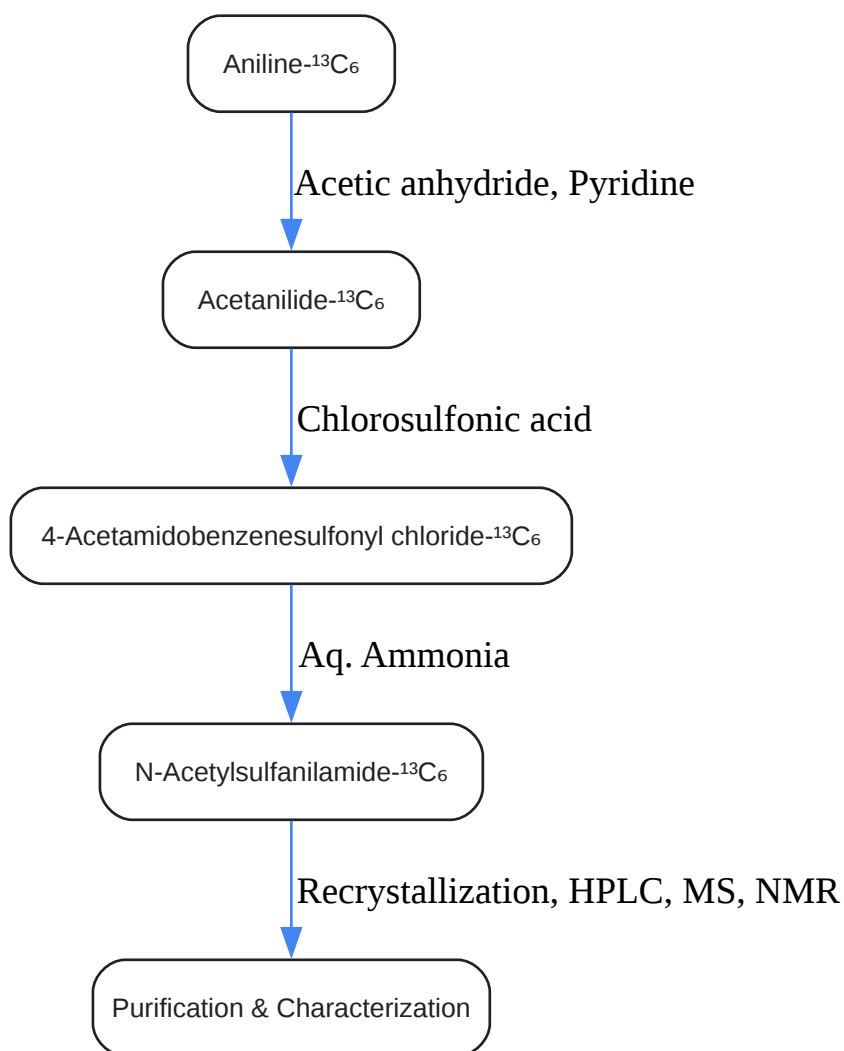 Aniline-¹³C₆
Acetic anhydride, Pyridine
Acetanilide-¹³C₆
Chlorosulfonic acid
4-Acetamidobenzenesulfonyl chloride-¹³C₆
Aq. Ammonia
N-Acetylsulfanilamide-¹³C₆
Recrystallization, HPLC, MS, NMR
Purification & Characterization